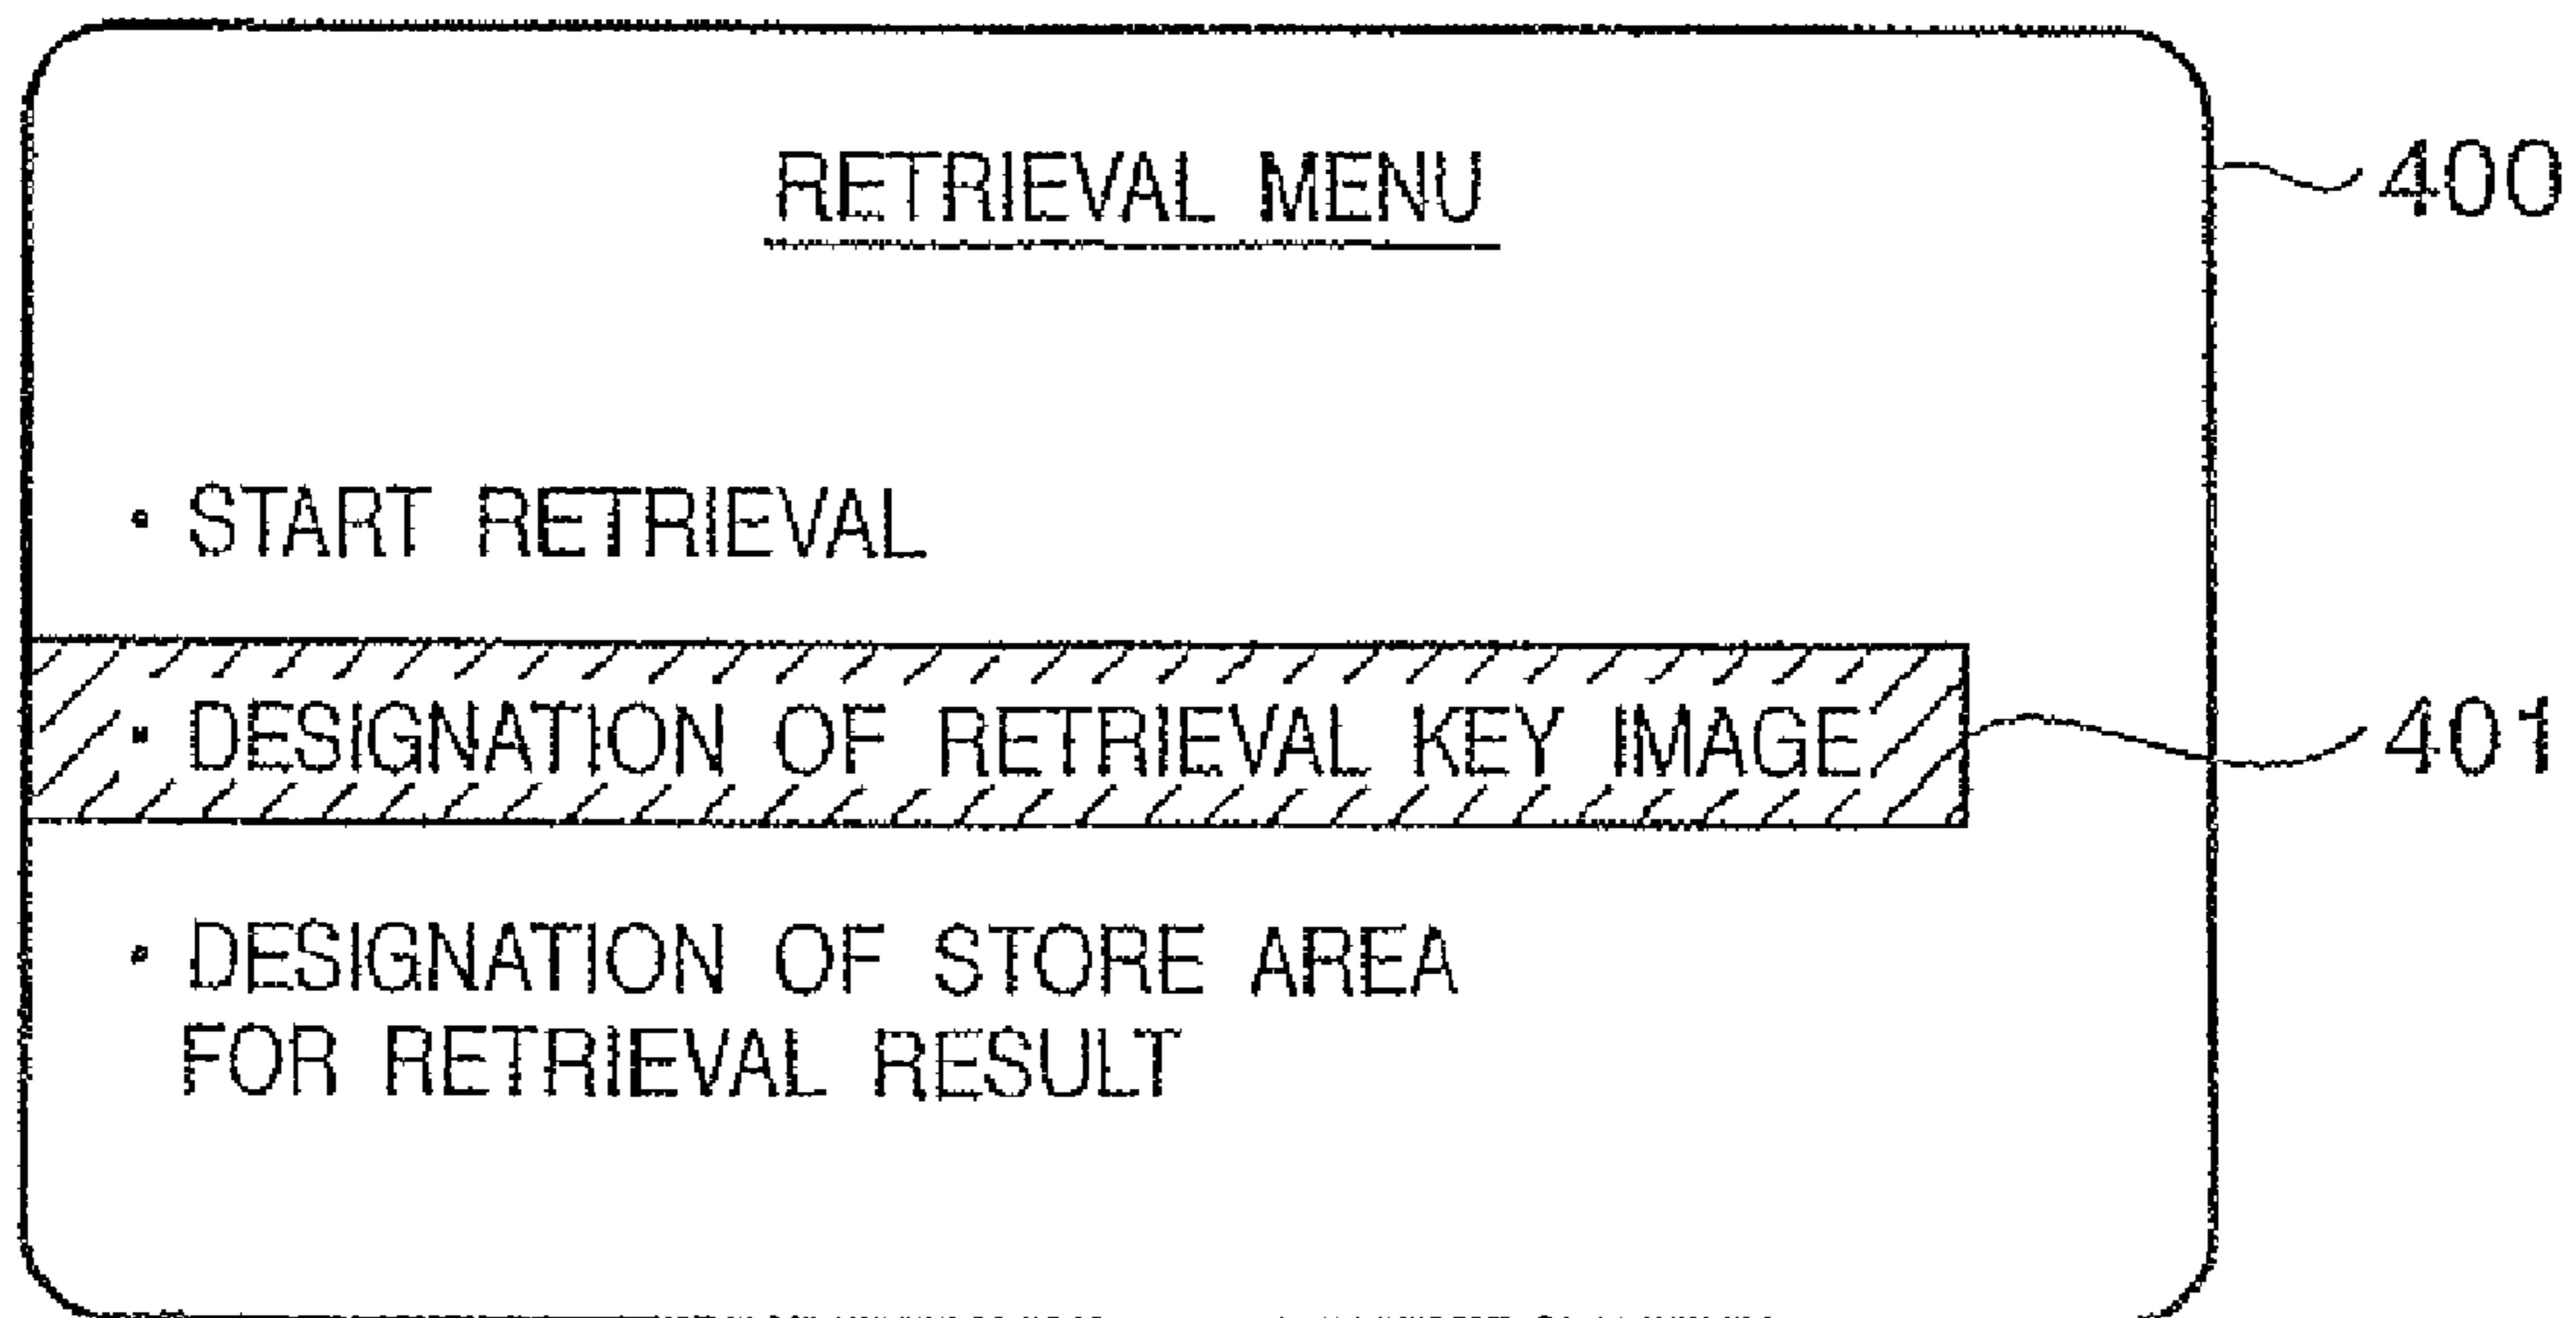 RETRIEVAL MENU
400
· START RETRIEVAL
· DESIGNATION OF RETRIEVAL KEY IMAGE
401
· DESIGNATION OF STORE AREA
FOR RETRIEVAL RESULT